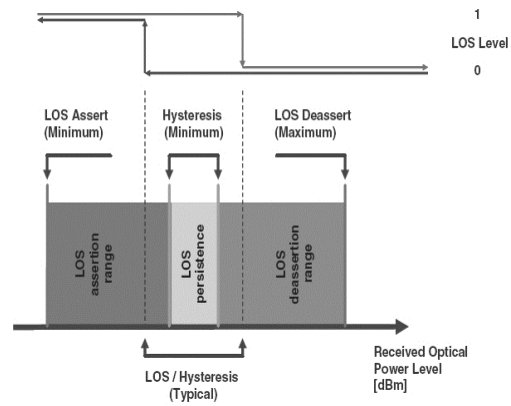 1
LOS Level
0
LOS Assert
(Minimum)
Hysteresis
(Minimum)
LOS Deassert
(Maximum)
LOS
assertion
range
LOS
persistence
LOS
deassertion
range
LOS / Hysteresis
(Typical)
Received Optical
Power Level
[dBm]